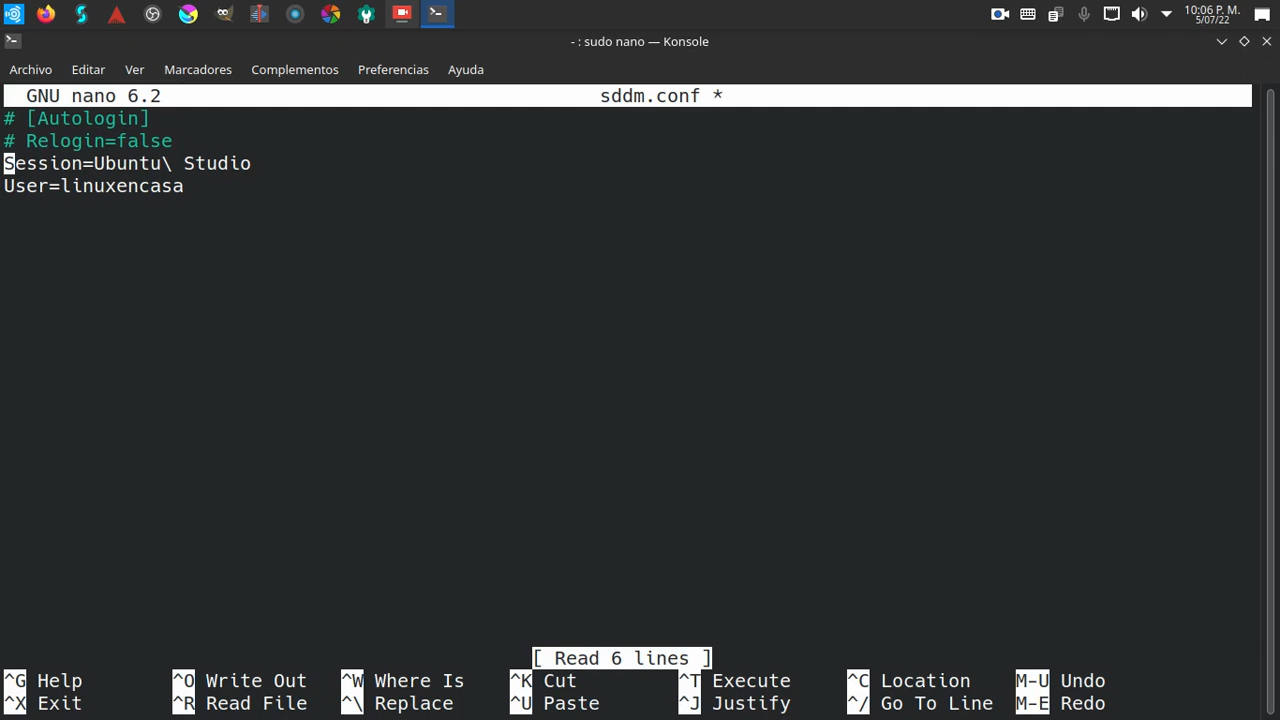 10:06 P. M.
5/07/22
- : sudo nano — Konsole
Archivo Editar Ver Marcadores Complementos Preferencias Ayuda
GNU nano 6.2 sddm.conf *
# [Autologin]
# Relogin=false
Session=Ubuntu\ Studio
User=linuxencasa
[ Read 6 lines ]
^G Help ^O Write Out ^W Where Is ^K Cut ^T Execute ^C Location M-U Undo
^X Exit ^R Read File ^\ Replace ^U Paste ^J Justify ^/ Go To Line M-E Redo